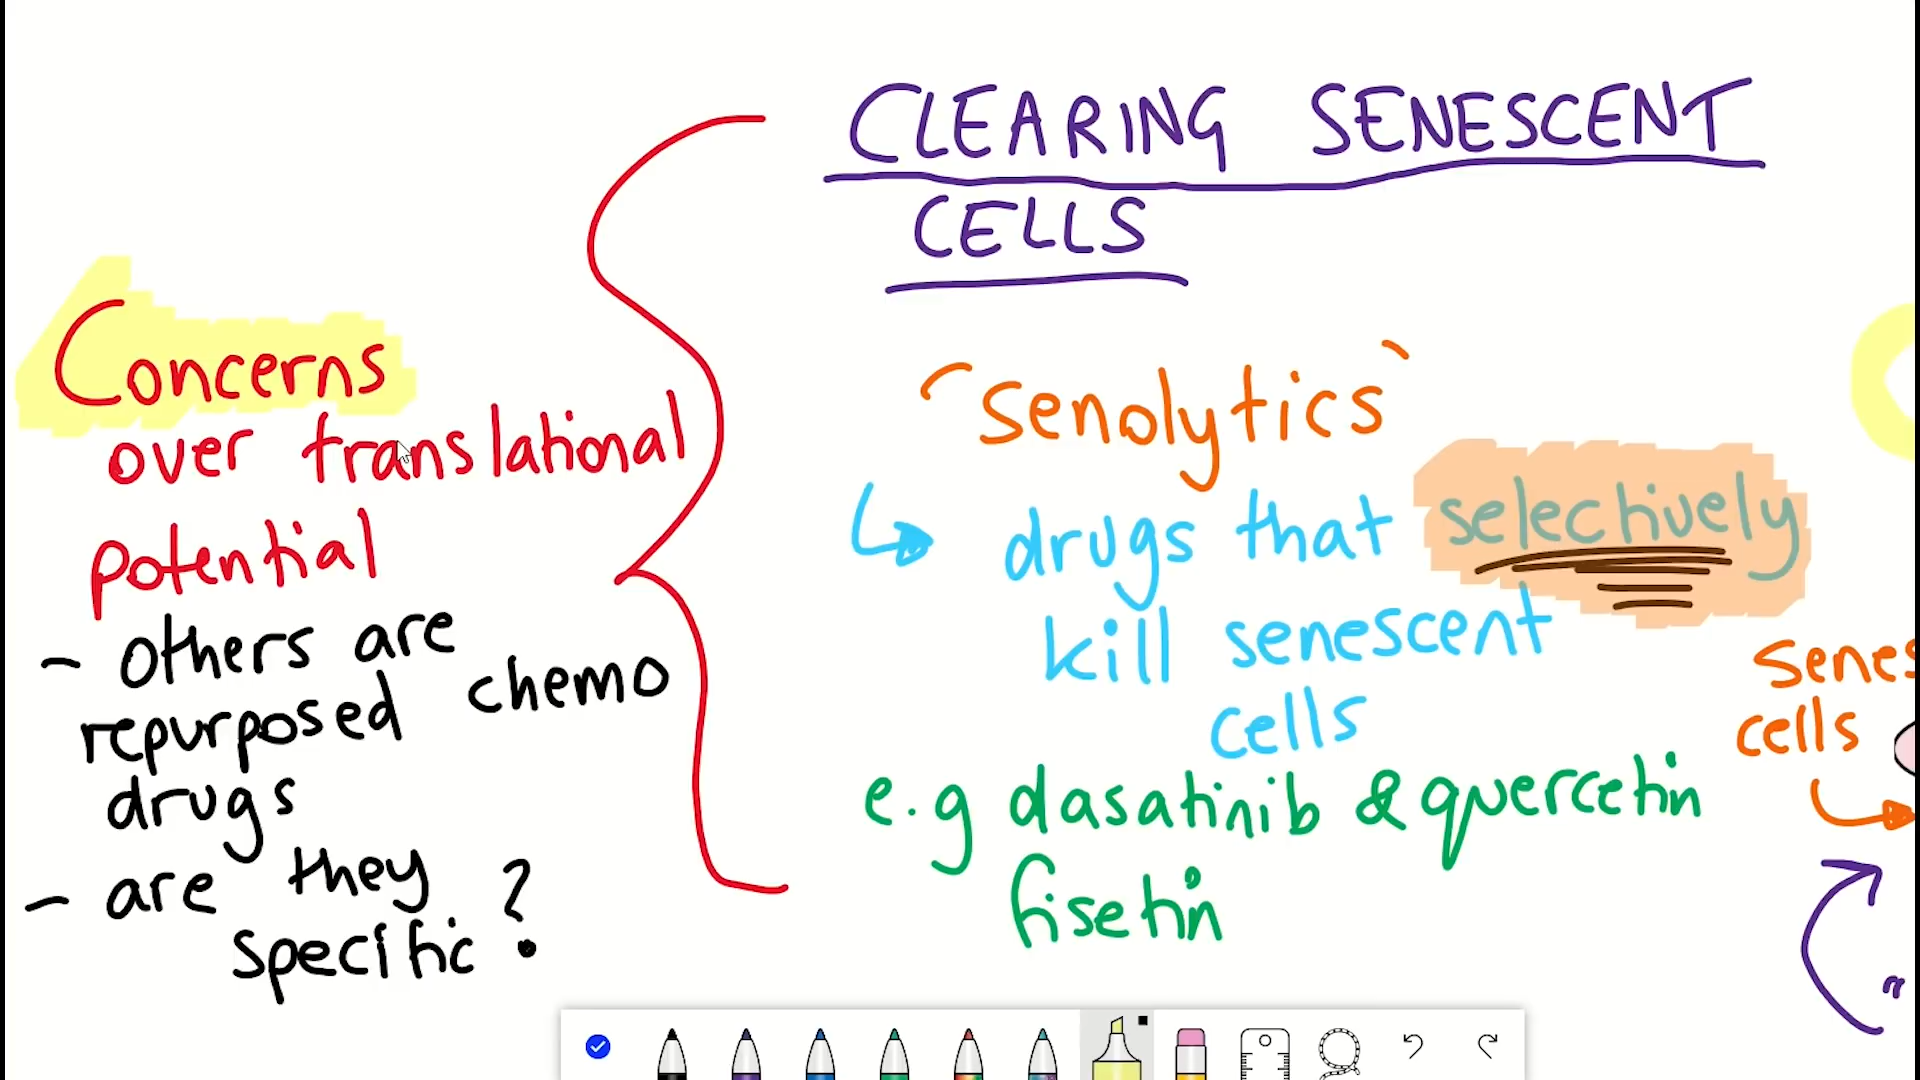 CLEARING SENESCENT
CELLS
Concerns
over translational
potential
- others are
repurposed chemo
drugs
- are they
specific ?
"senolytics"
drugs that selectively
kill senescent
cells
e.g dasatinib & quercetin
fisetin
cells